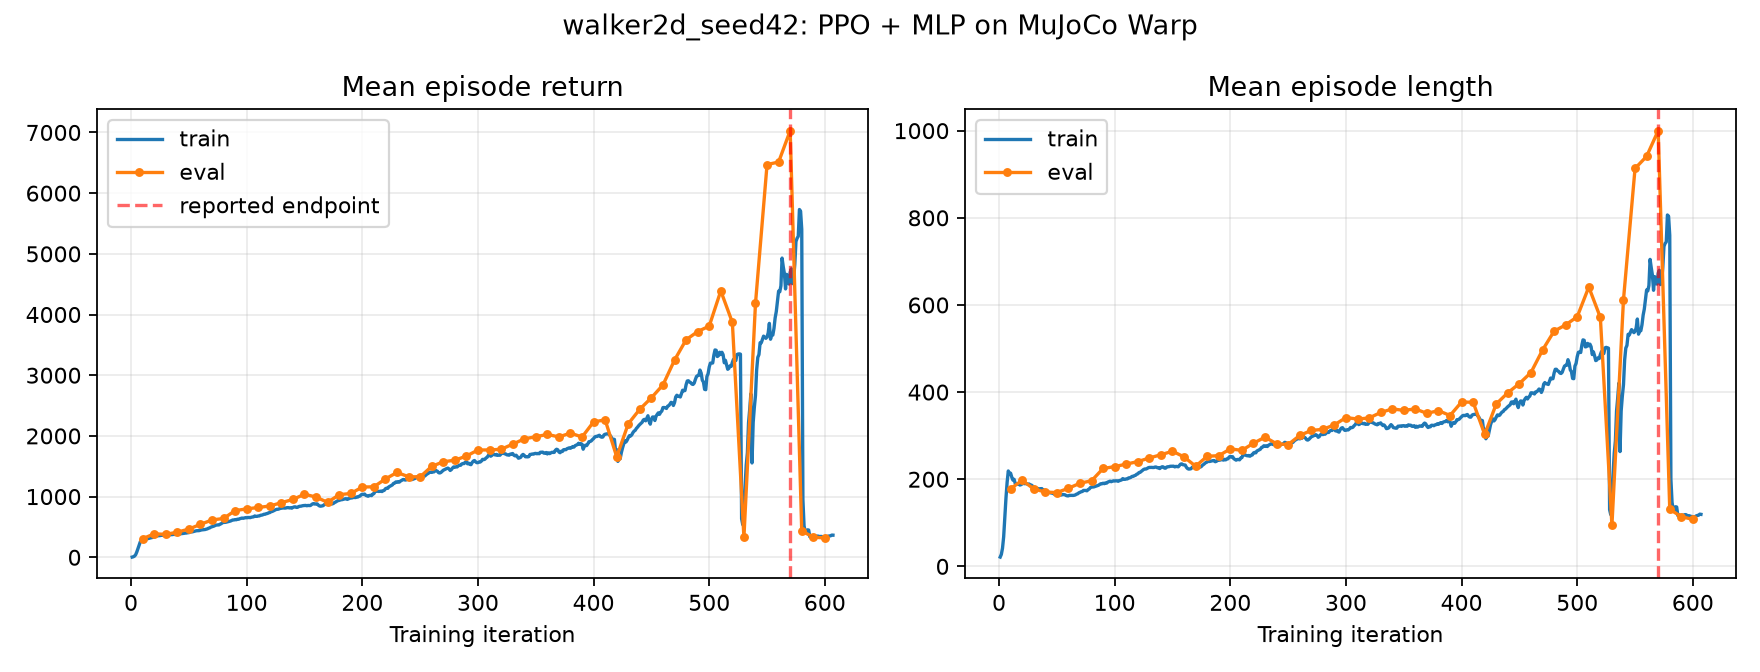 walker2d_seed42: PPO + MLP on MuJoCo Warp
Mean episode return
7000
6000
5000
4000
3000
2000
1000
0
train
eval
reported endpoint
0 100 200 300 400 500 600
Training iteration
Mean episode length
1000
800
600
400
200
0
train
eval
0 100 200 300 400 500 600
Training iteration